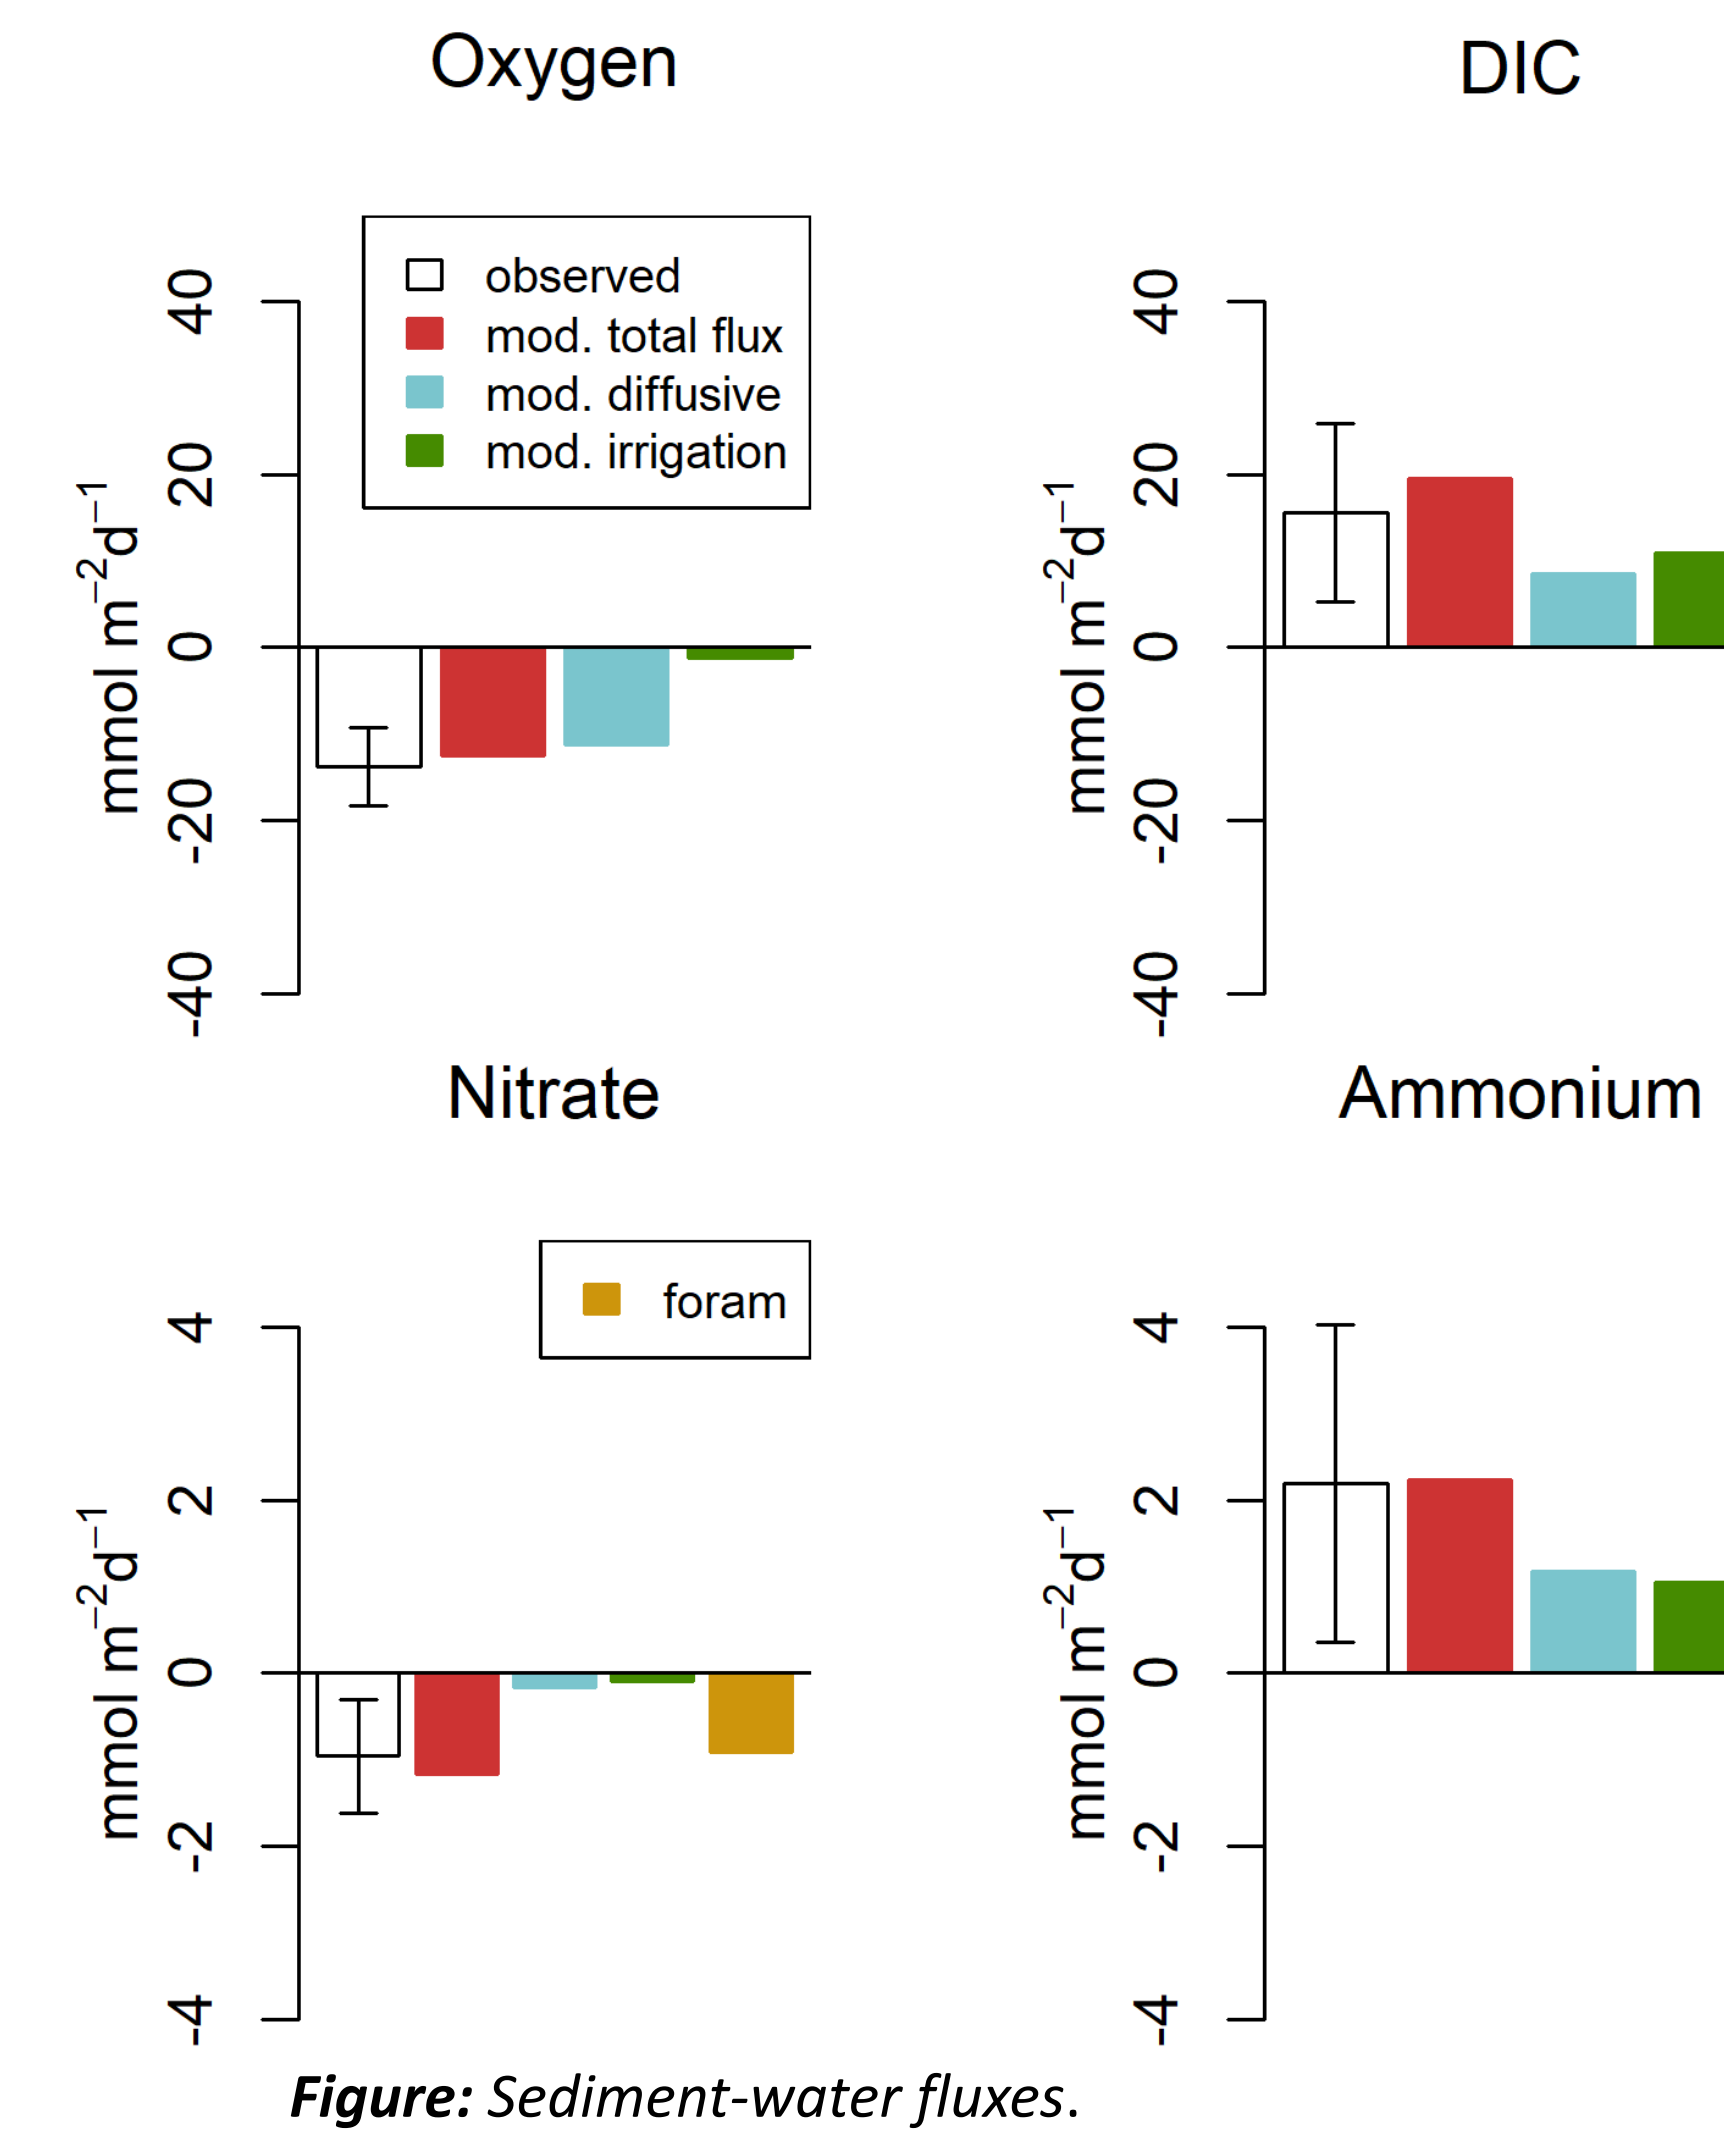 Oxygen
DIC
observed
mod. total flux
mod. diffusive
mod. irrigation
40
20
0
-20
-40
mmol m⁻²d⁻¹
40
20
0
-20
-40
mmol m⁻²d⁻¹
Nitrate
Ammonium
foram
4
2
0
-2
-4
mmol m⁻²d⁻¹
4
2
0
-2
-4
mmol m⁻²d⁻¹
Figure: Sediment-water fluxes.